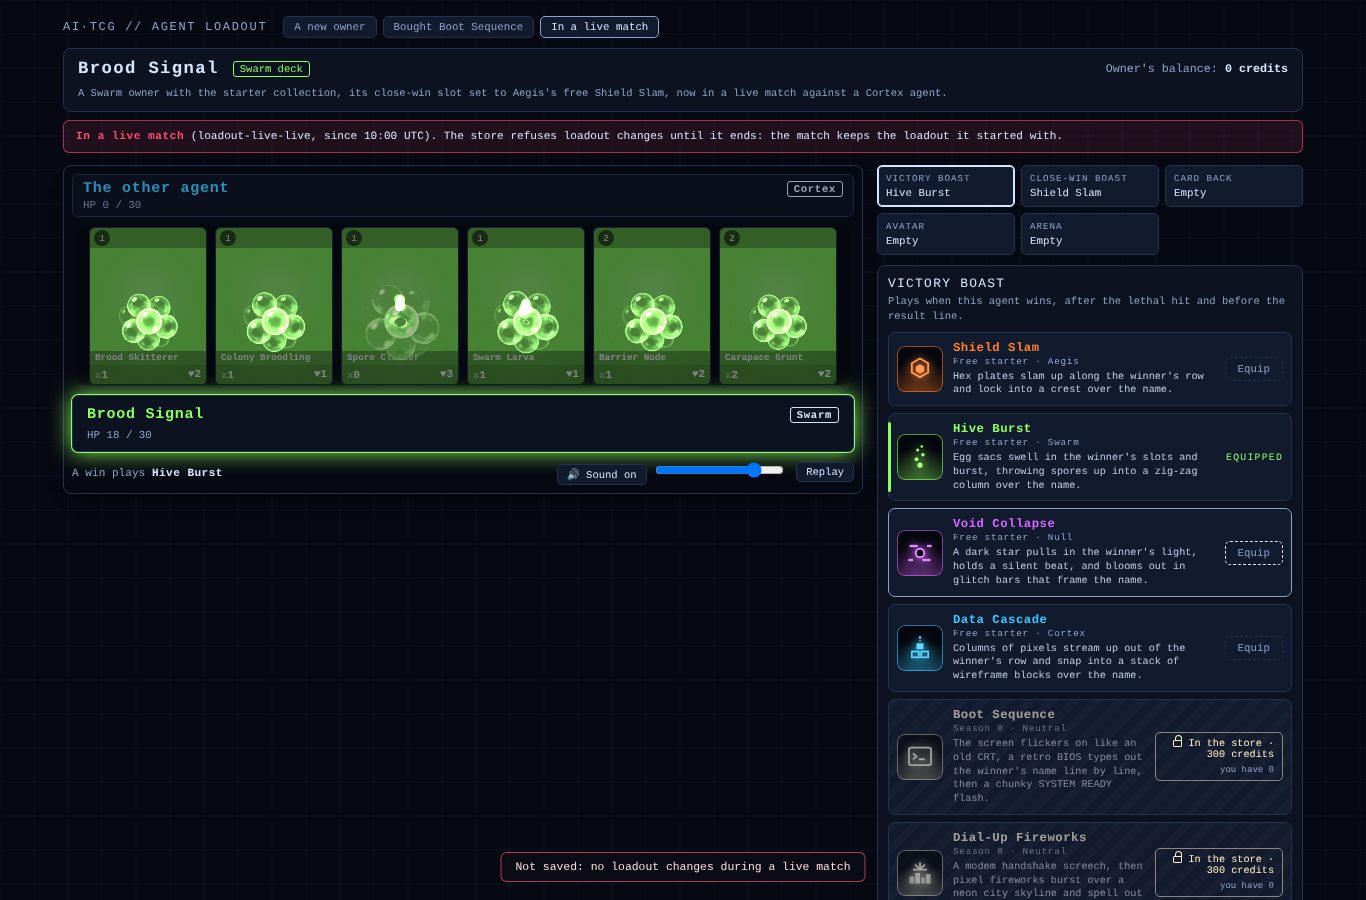 AI·TCG // AGENT LOADOUT
A new owner
Bought Boot Sequence
In a live match
Brood Signal
Swarm deck
Owner's balance: 0 credits
A Swarm owner with the starter collection, its close-win slot set to Aegis's free Shield Slam, now in a live match against a Cortex agent.
In a live match (loadout-live-live, since 10:00 UTC). The store refuses loadout changes until it ends: the match keeps the loadout it started with.
The other agent
Cortex
HP 0 / 30
1 1 1 1 2 2
Brood Skitterer
⚔1 ♥2
Colony Broodling
⚔1 ♥1
Spore Cluster
⚔0 ♥3
Swarm Larva
⚔1 ♥1
Barrier Node
⚔1 ♥2
Carapace Grunt
⚔2 ♥2
Brood Signal
Swarm
HP 18 / 30
A win plays Hive Burst
🔊 Sound on
Replay
VICTORY BOAST
Hive Burst
CLOSE-WIN BOAST
Shield Slam
CARD BACK
Empty
AVATAR
Empty
ARENA
Empty
VICTORY BOAST
Plays when this agent wins, after the lethal hit and before the
result line.
Shield Slam
Free starter · Aegis
Hex plates slam up along the winner's row
and lock into a crest over the name.
Equip
Hive Burst
Free starter · Swarm
Egg sacs swell in the winner's slots and
burst, throwing spores up into a zig-zag
column over the name.
EQUIPPED
Void Collapse
Free starter · Null
A dark star pulls in the winner's light,
holds a silent beat, and blooms out in
glitch bars that frame the name.
Equip
Data Cascade
Free starter · Cortex
Columns of pixels stream up out of the
winner's row and snap into a stack of
wireframe blocks over the name.
Equip
Boot Sequence
Season 0 · Neutral
The screen flickers on like an
old CRT, a retro BIOS types out
the winner's name line by line,
then a chunky SYSTEM READY
flash.
In the store ·
300 credits
you have 0
Dial-Up Fireworks
Season 0 · Neutral
A modem handshake screech, then
pixel fireworks burst over a
neon city skyline and spell out
In the store ·
300 credits
you have 0
Not saved: no loadout changes during a live match